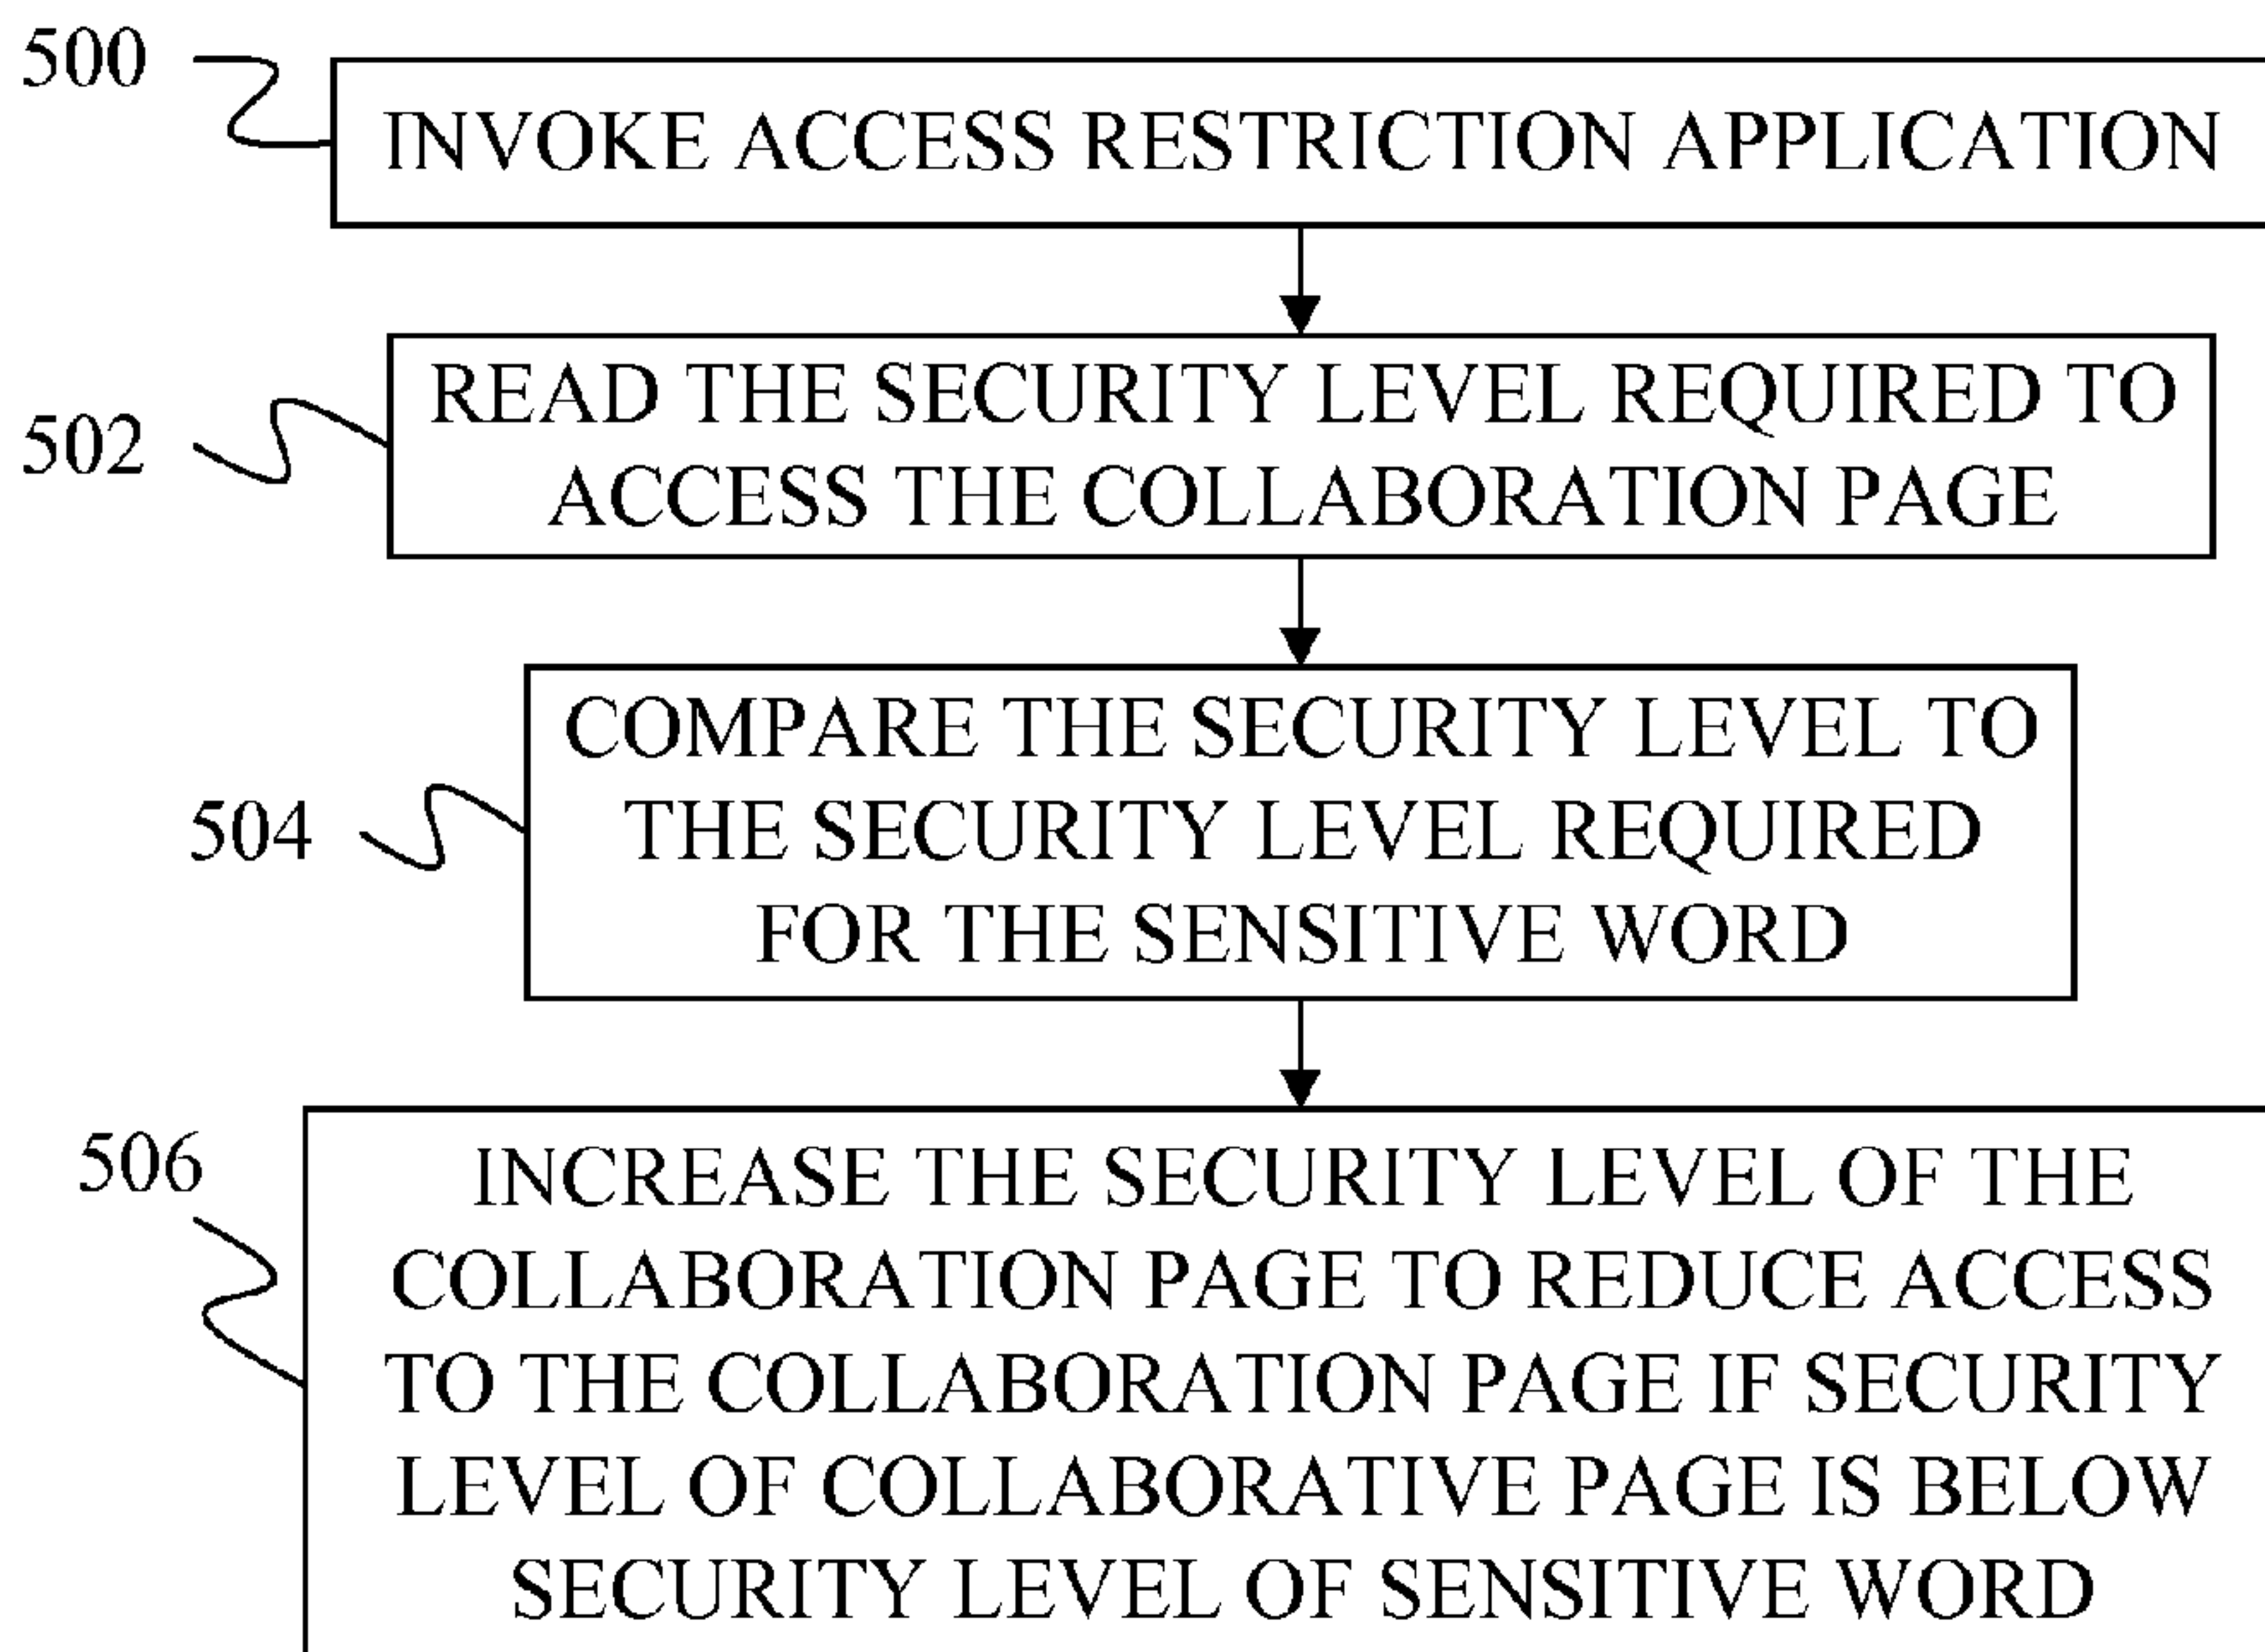 500
INVOKE ACCESS RESTRICTION APPLICATION
502
READ THE SECURITY LEVEL REQUIRED TO
ACCESS THE COLLABORATION PAGE
504
COMPARE THE SECURITY LEVEL TO
THE SECURITY LEVEL REQUIRED
FOR THE SENSITIVE WORD
506
INCREASE THE SECURITY LEVEL OF THE
COLLABORATION PAGE TO REDUCE ACCESS
TO THE COLLABORATION PAGE IF SECURITY
LEVEL OF COLLABORATIVE PAGE IS BELOW
SECURITY LEVEL OF SENSITIVE WORD